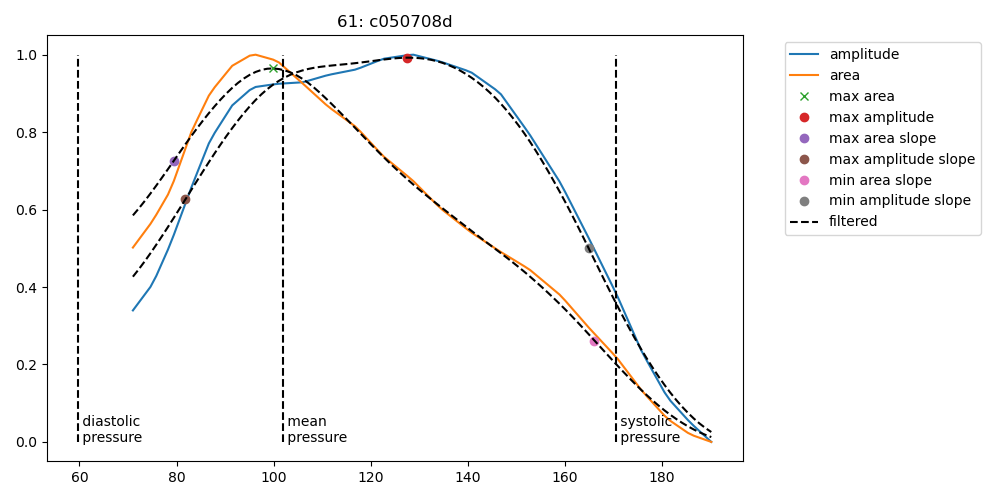 61: c050708d
1.0
0.8
0.6
0.4
0.2
0.0
diastolic
pressure
mean
pressure
systolic
pressure
60
80
100
120
140
160
180
amplitude
area
max area
max amplitude
max area slope
max amplitude slope
min area slope
min amplitude slope
filtered